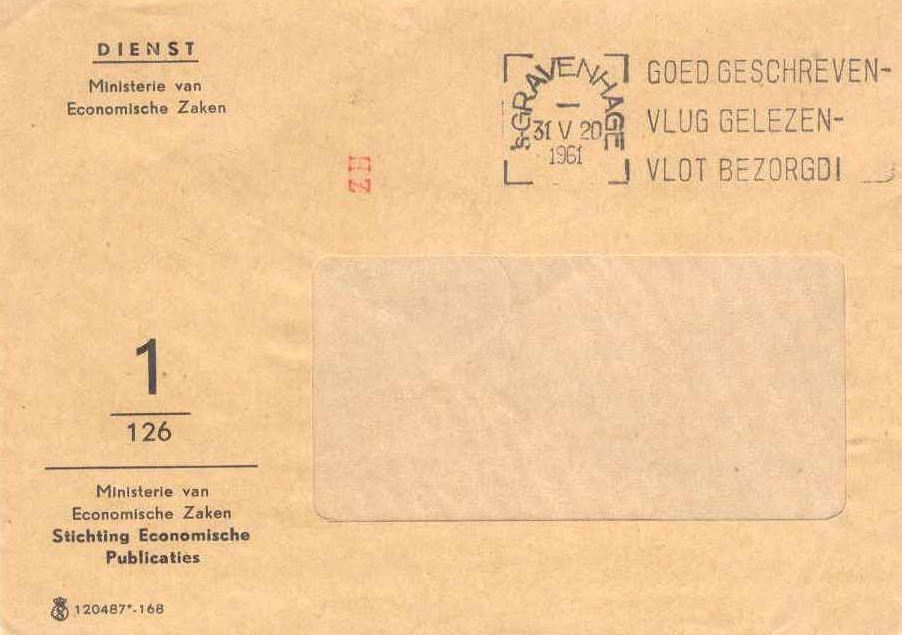 DIENST
Ministerie van
Economische Zaken
's-GRAVENHAGE
31 V 20
1961
GOED GESCHREVEN-
VLUG GELEZEN-
VLOT BEZORGD!
HZ
1
126
Ministerie van
Economische Zaken
Stichting Economische
Publicaties
120487*-168